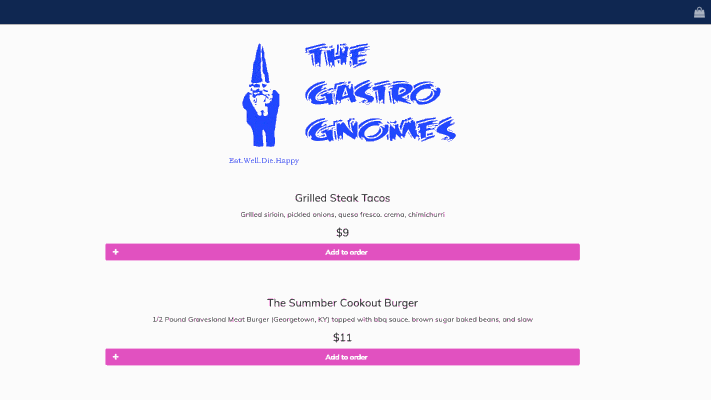 THE
GASTRO
GNOMES
Eat.Well.Die.Happy
Grilled Steak Tacos
Grilled sirloin, pickled onions, queso fresco, crema, chimichurri
$9
+ Add to order
The Summber Cookout Burger
1/2 Pound Gravesland Meat Burger (Georgetown, KY) topped with bbq sauce, brown sugar baked beans, and slaw
$11
+ Add to order